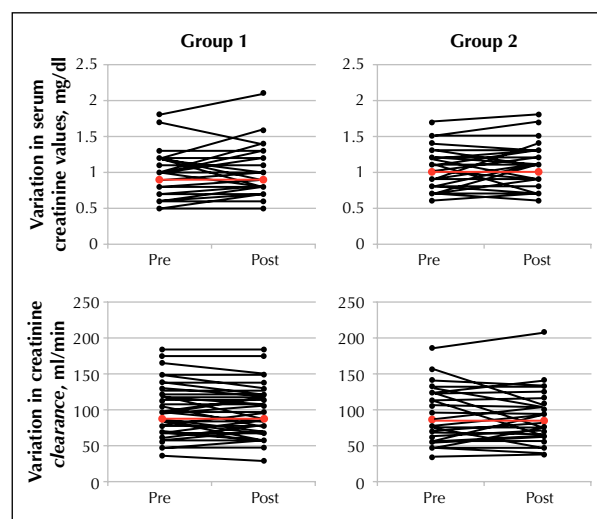 Group 1
Group 2
Variation in serum
creatinine values, mg/dl
2.5
2
1.5
1
0.5
0
Pre
Post
2.5
2
1.5
1
0.5
0
Pre
Post
Variation in creatinine
clearance, ml/min
250
200
150
100
50
0
Pre
Post
250
200
150
100
50
0
Pre
Post